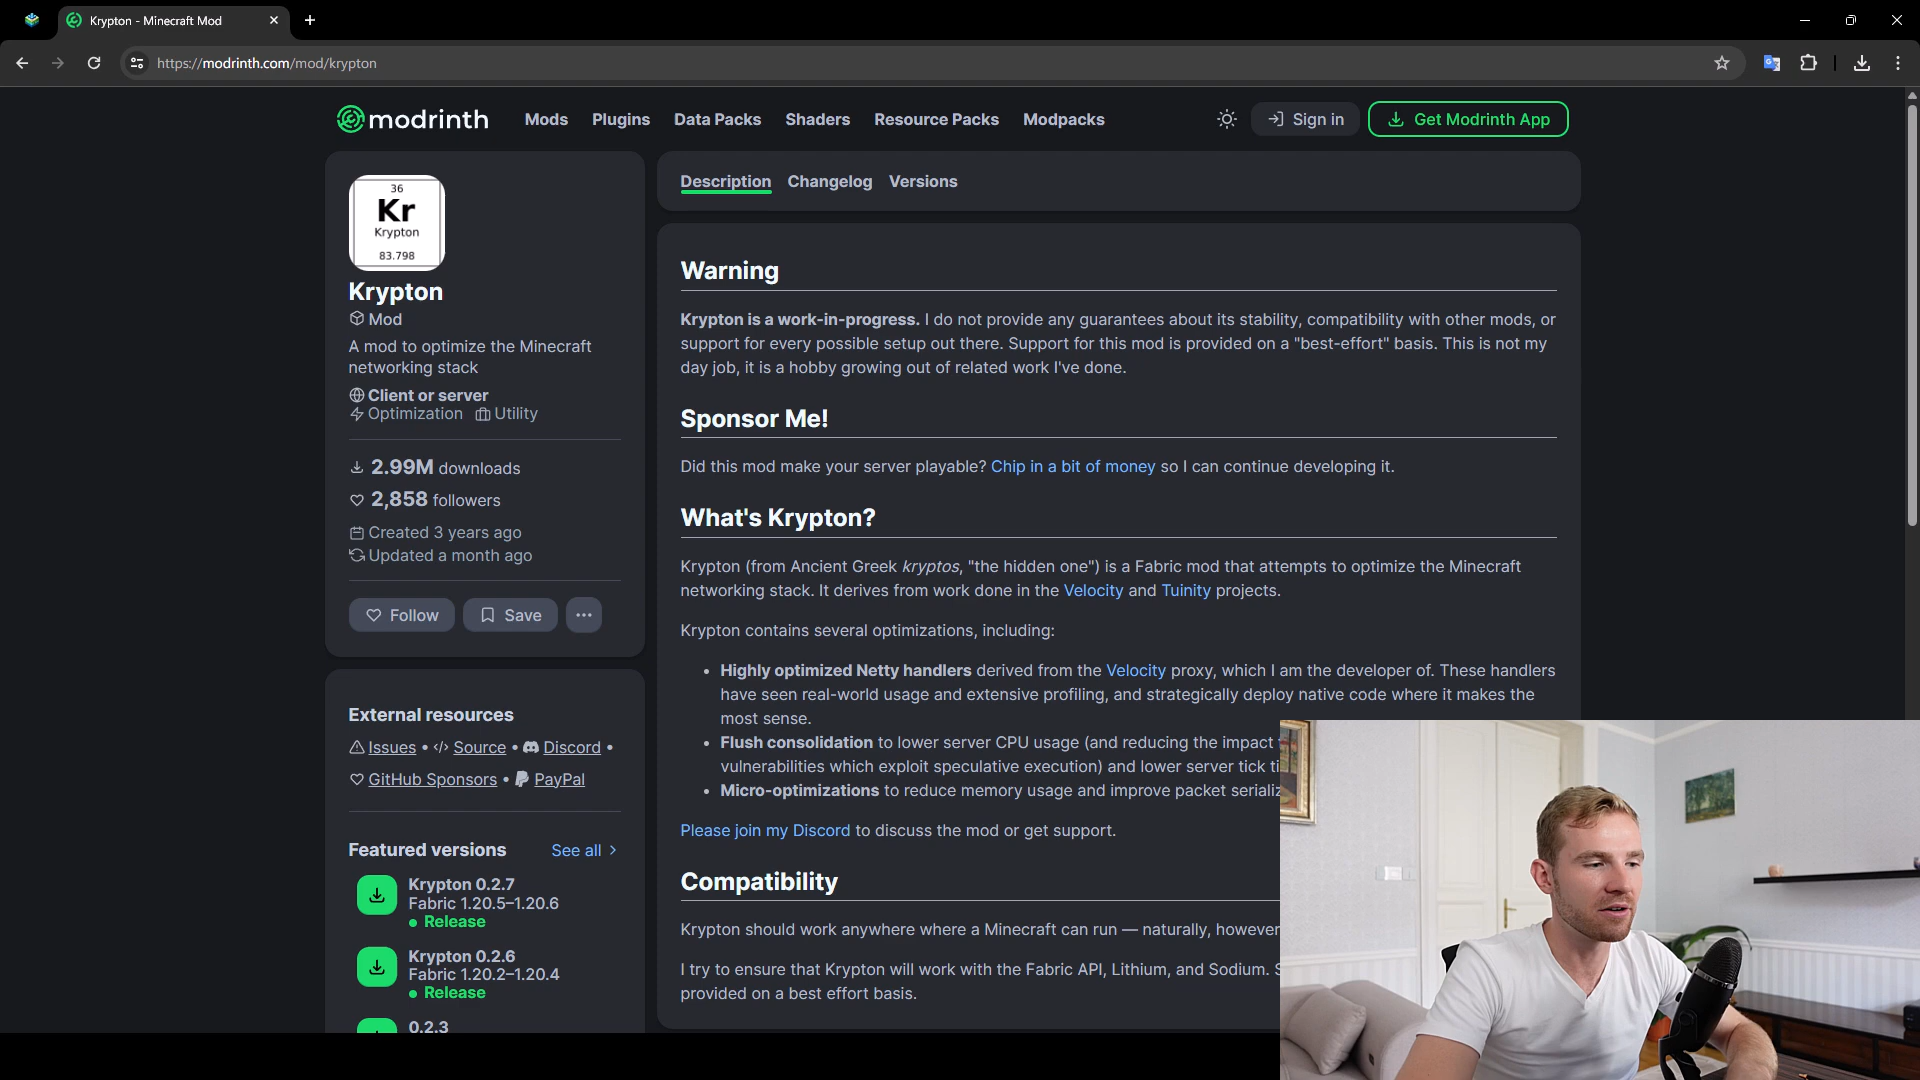 Krypton - Minecraft Mod
https://modrinth.com/mod/krypton
modrinth
Mods Plugins Data Packs Shaders Resource Packs Modpacks
Sign in
Get Modrinth App
36
Kr
Krypton
83.798
Krypton
Mod
A mod to optimize the Minecraft
networking stack
Client or server
Optimization Utility
2.99M downloads
2,858 followers
Created 3 years ago
Updated a month ago
Follow
Save
External resources
Issues • Source • Discord •
GitHub Sponsors • PayPal
Featured versions
See all
Krypton 0.2.7
Fabric 1.20.5–1.20.6
Release
Krypton 0.2.6
Fabric 1.20.2–1.20.4
Release
0.2.3
Description Changelog Versions
Warning
Krypton is a work-in-progress. I do not provide any guarantees about its stability, compatibility with other mods, or
support for every possible setup out there. Support for this mod is provided on a "best-effort" basis. This is not my
day job, it is a hobby growing out of related work I've done.
Sponsor Me!
Did this mod make your server playable? Chip in a bit of money so I can continue developing it.
What's Krypton?
Krypton (from Ancient Greek kryptos, "the hidden one") is a Fabric mod that attempts to optimize the Minecraft
networking stack. It derives from work done in the Velocity and Tuinity projects.
Krypton contains several optimizations, including:
• Highly optimized Netty handlers derived from the Velocity proxy, which I am the developer of. These handlers
have seen real-world usage and extensive profiling, and strategically deploy native code where it makes the
most sense.
• Flush consolidation to lower server CPU usage (and reducing the impact
vulnerabilities which exploit speculative execution) and lower server tick
• Micro-optimizations to reduce memory usage and improve packet
Please join my Discord to discuss the mod or get support.
Compatibility
Krypton should work anywhere where a Minecraft can run — naturally, however
I try to ensure that Krypton will work with the Fabric API, Lithium, and Sodium.
provided on a best effort basis.